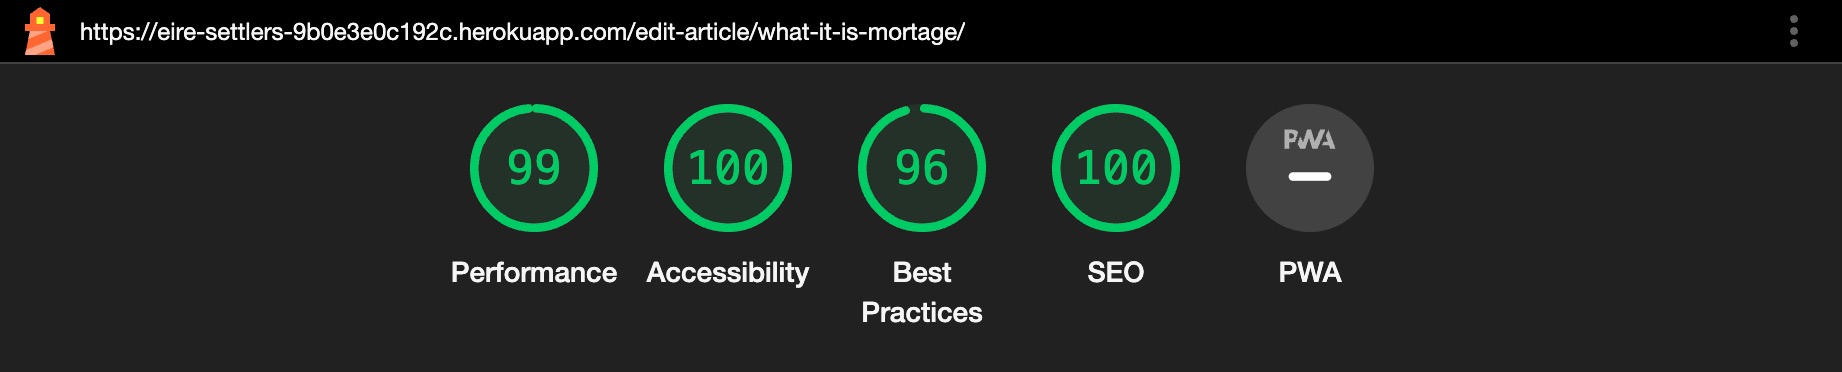 https://eire-settlers-9b0e3e0c192c.herokuapp.com/edit-article/what-it-is-mortage/
99
100
96
100
PWA
Performance
Accessibility
Best
Practices
SEO
PWA